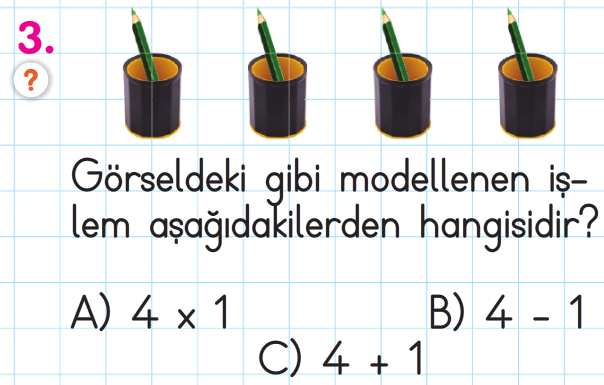 3.
?
Görseldeki gibi modellenen iş-
lem aşağıdakilerden hangisidir?
A) 4 x 1 B) 4 - 1
C) 4 + 1